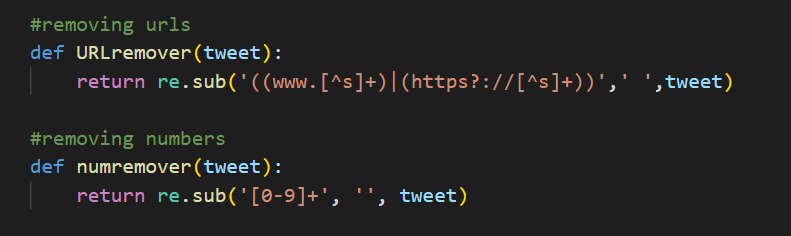 #removing urls
def URLremover(tweet):
    return re.sub('((www.[^s]+)|(https?://[^s]+))',' ',tweet)
#removing numbers
def numremover(tweet):
    return re.sub('[0-9]+', '', tweet)